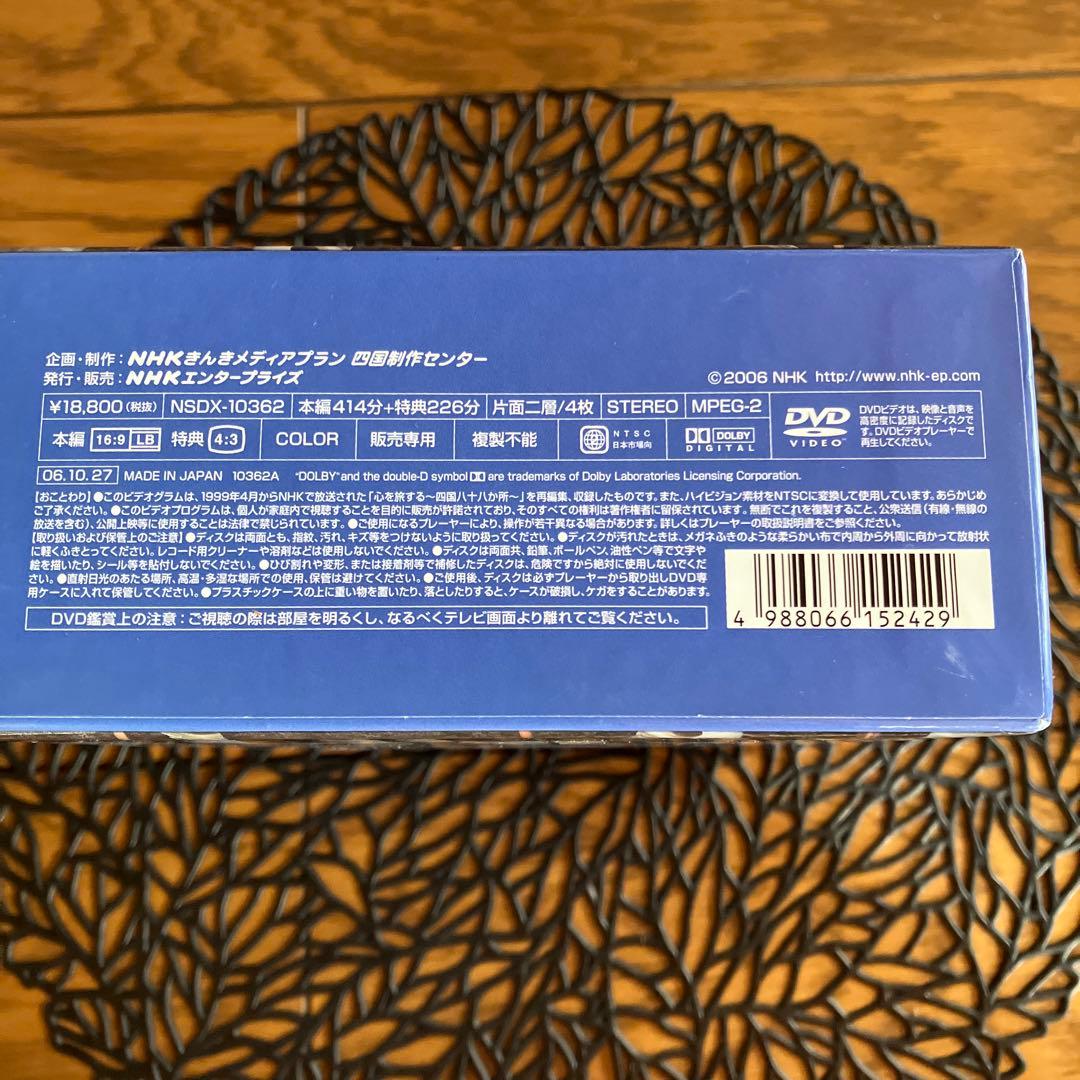 企画・制作：NHKきんきメディアプラン 四国制作センター
発行・販売：NHKエンタープライズ
©2006 NHK http://www.nhk-ep.com
¥18,800(税抜) NSDX-10362 本編414分+特典226分 片面二層/4枚 STEREO MPEG-2
本編 16:9 LB 特典 4:3 COLOR 販売専用 複製不能 NTSC 日本市場向 DOLBY DIGITAL
DVD VIDEO™
DVDビデオは、映像と音声を
高密度に記録したディスクで
す。DVDビデオプレーヤーで
再生してください。
06.10.27 MADE IN JAPAN 10362A "DOLBY"and the double-D symbol are trademarks of Dolby Laboratories Licensing Corporation.
【おことわり】●このビデオグラムは、1999年4月からNHKで放送された「心を旅する〜四国八十八か所〜」を再編集、収録したものです。また、ハイビジョン素材をNTSCに変換して使用しています。あらかじめ
ご了承ください。●このビデオプログラムは、個人が家庭内で視聴することを目的に販売が許諾されており、そのすべての権利は著作権者に留保されています。無断でこれを複製すること、公衆送信(有線・無線の
放送を含む)、公開上映等に使用することは法律で禁じられています。●ご使用になるプレーヤーにより、操作が若干異なる場合があります。詳しくはプレーヤーの取扱説明書をご参照ください。
【取り扱いおよび保管上のご注意】●ディスクは両面とも、指紋、汚れ、キズ等をつけないように取り扱ってください。●ディスクが汚れたときは、メガネふきのような柔らかい布で内周から外周に向かって放射状
に軽くふきとってください。レコード用クリーナーや溶剤などは使用しないでください。●ディスクは両面共、鉛筆、ボールペン、油性ペン等で文字や
絵を描いたり、シール等を貼付しないでください。●ひび割れや変形、または接着剤等で補修したディスクは、危険ですから絶対に使用しないでくださ
い。●直射日光のあたる場所、高温・多湿な場所での使用、保管は避けてください。●ご使用後、ディスクは必ずプレーヤーから取り出しDVD専
用ケースに入れて保管してください。●プラスチックケースの上に重い物を置いたり、落としたりすると、ケースが破損し、ケガをすることがあります。
DVD鑑賞上の注意：ご視聴の際は部屋を明るくし、なるべくテレビ画面より離れてご覧ください。
4 988066 152429